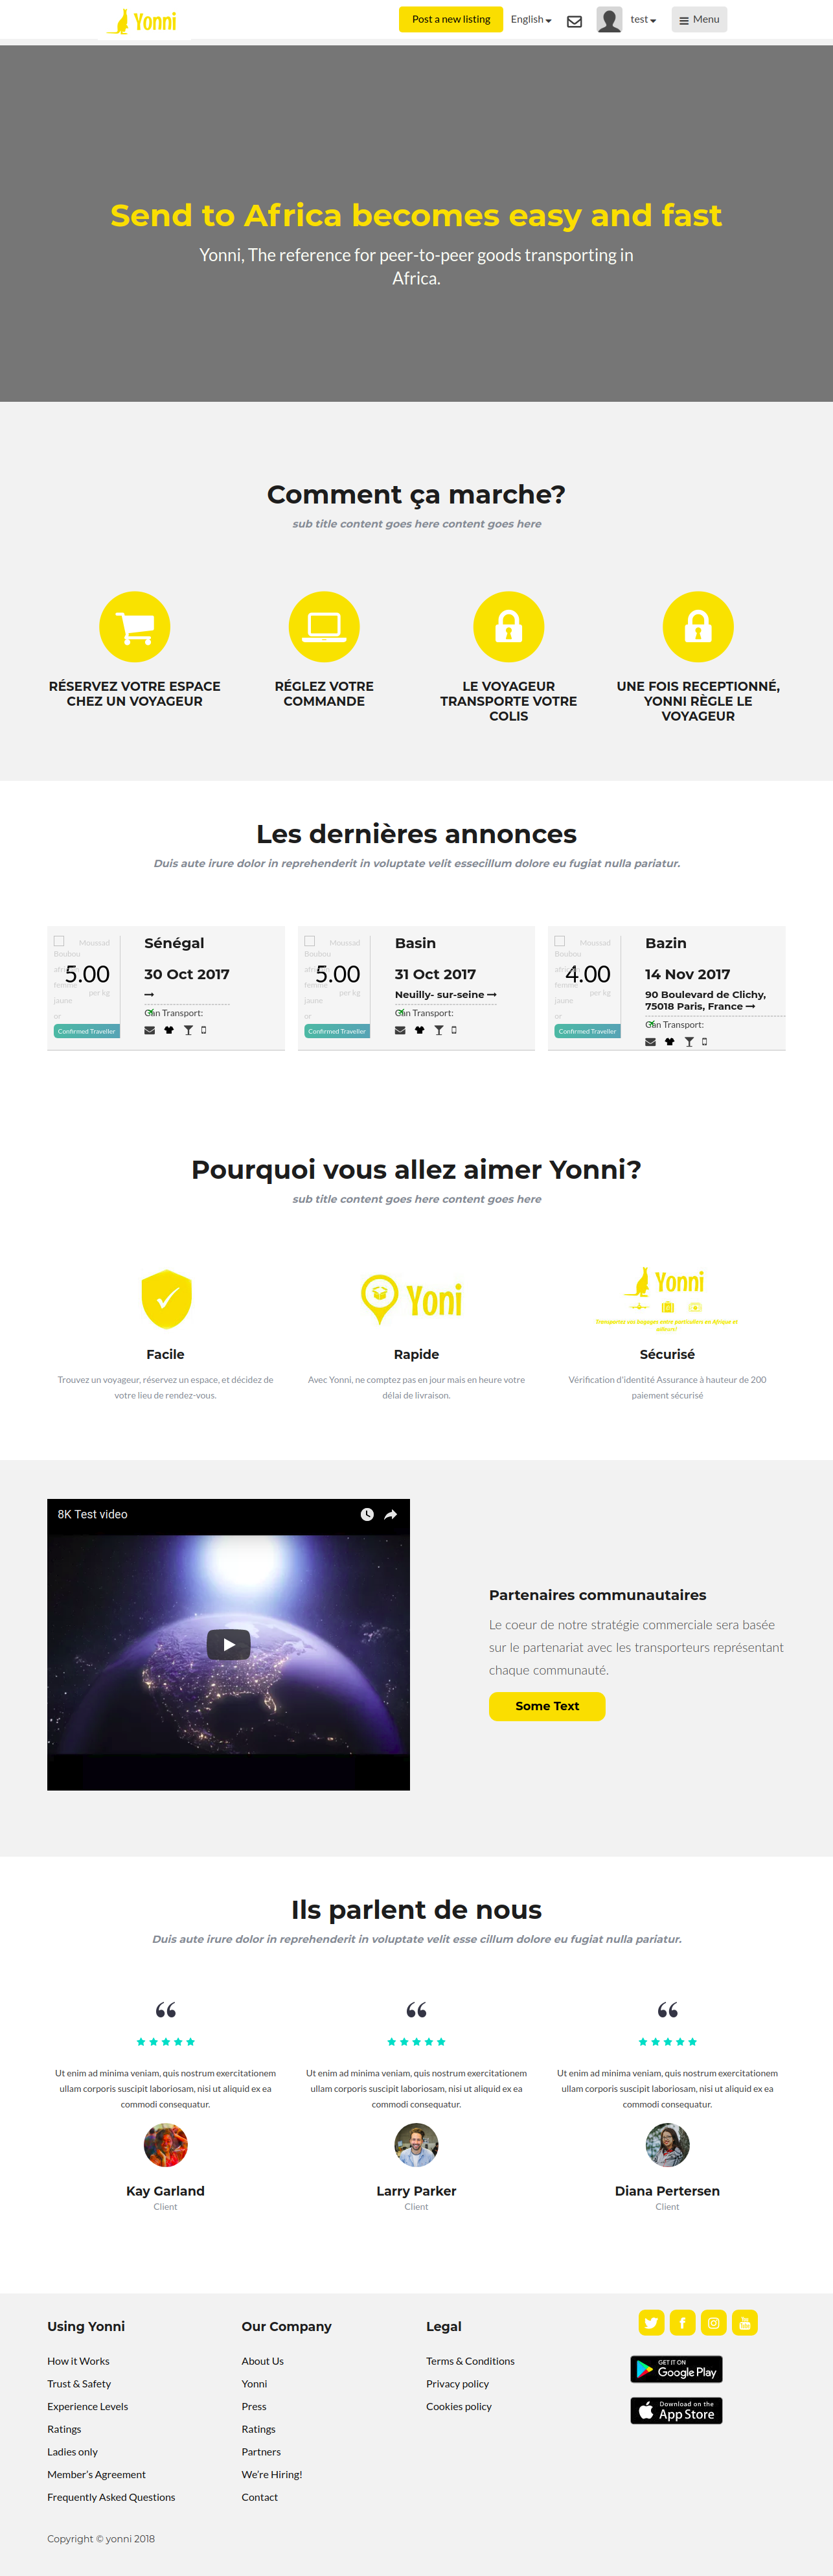 Yonni
Post a new listing
English
test
Menu
Send to Africa becomes easy and fast
Yonni, The reference for peer-to-peer goods transporting in
Africa.
Comment ça marche?
sub title content goes here content goes here
RÉSERVEZ VOTRE ESPACE
CHEZ UN VOYAGEUR
RÉGLEZ VOTRE
COMMANDE
LE VOYAGEUR
TRANSPORTE VOTRE
COLIS
UNE FOIS RECEPTIONNÉ,
YONNI RÈGLE LE
VOYAGEUR
Les dernières annonces
Duis aute irure dolor in reprehenderit in voluptate velit essecillum dolore eu fugiat nulla pariatur.
Moussad
Boubou
5.00
femme
per kg
jaune
or
Confirmed Traveller
Sénégal
30 Oct 2017
→
Can Transport:
Moussad
Boubou
5.00
femme
per kg
jaune
or
Confirmed Traveller
Basin
31 Oct 2017
Neuilly- sur-seine →
Can Transport:
Moussad
Boubou
4.00
femme
per kg
jaune
or
Confirmed Traveller
Bazin
14 Nov 2017
90 Boulevard de Clichy,
75018 Paris, France →
Can Transport:
Pourquoi vous allez aimer Yonni?
sub title content goes here content goes here
Facile
Trouvez un voyageur, réservez un espace, et décidez de
votre lieu de rendez-vous.
Yoni
Rapide
Avec Yonni, ne comptez pas en jour mais en heure votre
délai de livraison.
Yonni
Transportez vos bagages entre particuliers en Afrique et
ailleurs!
Sécurisé
Vérification d'identité Assurance à hauteur de 200
paiement sécurisé
8K Test video
Partenaires communautaires
Le coeur de notre stratégie commerciale sera basée
sur le partenariat avec les transporteurs représentant
chaque communauté.
Some Text
Ils parlent de nous
Duis aute irure dolor in reprehenderit in voluptate velit esse cillum dolore eu fugiat nulla pariatur.
“
Ut enim ad minima veniam, quis nostrum exercitationem
ullam corporis suscipit laboriosam, nisi ut aliquid ex ea
commodi consequatur.
Kay Garland
Client
“
Ut enim ad minima veniam, quis nostrum exercitationem
ullam corporis suscipit laboriosam, nisi ut aliquid ex ea
commodi consequatur.
Larry Parker
Client
“
Ut enim ad minima veniam, quis nostrum exercitationem
ullam corporis suscipit laboriosam, nisi ut aliquid ex ea
commodi consequatur.
Diana Pertersen
Client
Using Yonni
How it Works
Trust & Safety
Experience Levels
Ratings
Ladies only
Member's Agreement
Frequently Asked Questions
Our Company
About Us
Yonni
Press
Ratings
Partners
We're Hiring!
Contact
Legal
Terms & Conditions
Privacy policy
Cookies policy
GET IT ON
Google Play
Download on the
App Store
Copyright © yonni 2018